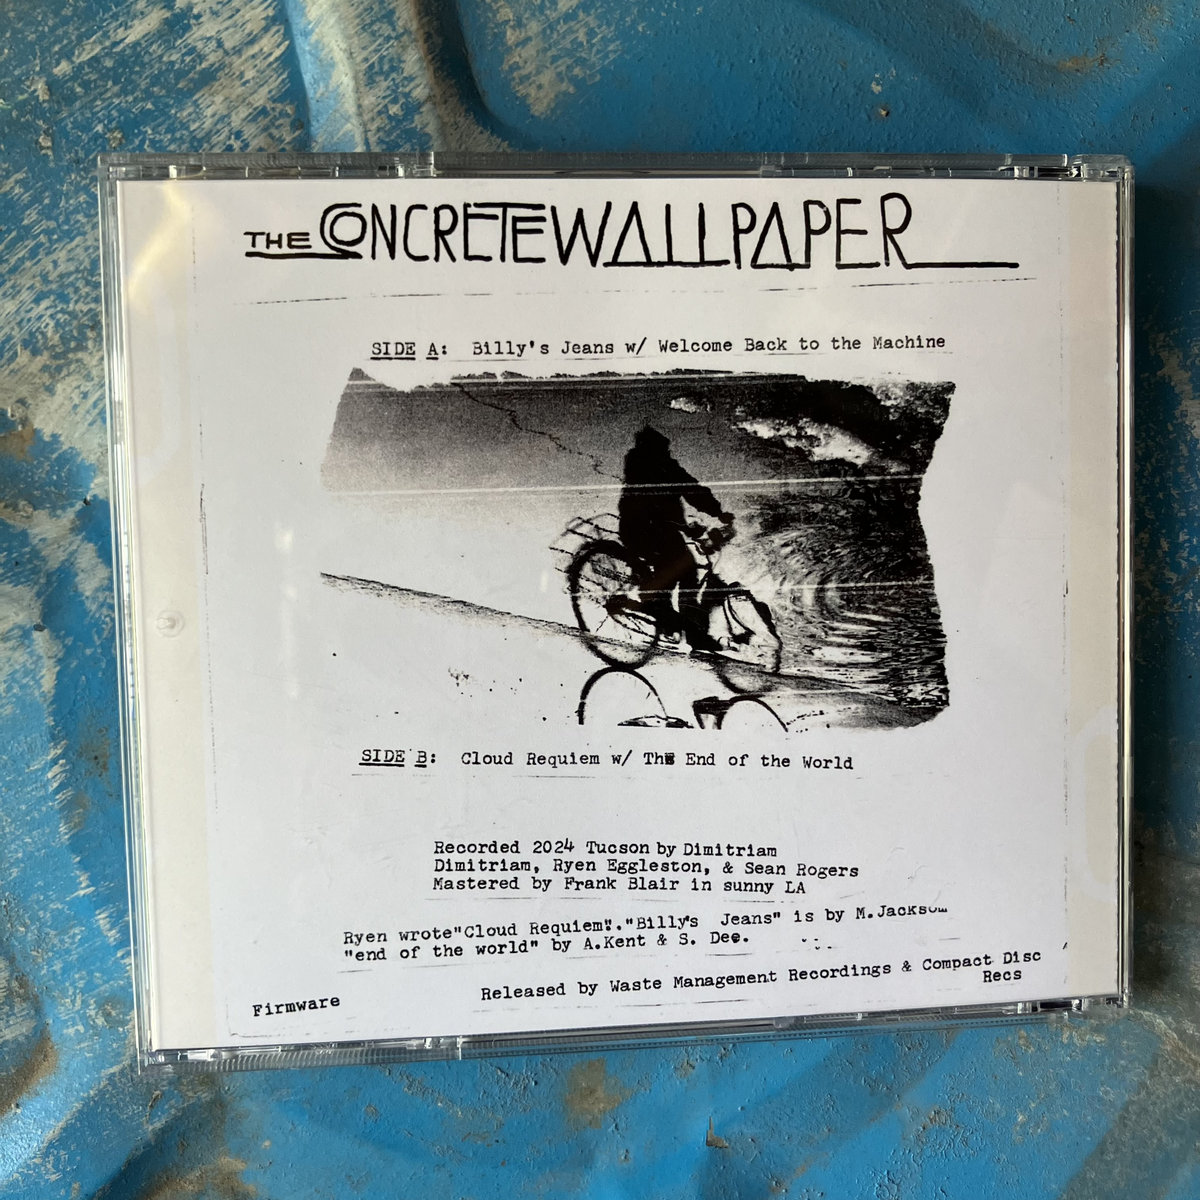 THE CONCRETE WALLPAPER
SIDE A: Billy's Jeans w/ Welcome Back to the Machine
SIDE B: Cloud Requiem w/ The End of the World
Recorded 2024 Tucson by Dimitriam
Dimitriam, Ryen Eggleston, & Sean Rogers
Mastered by Frank Blair in sunny LA
Ryen wrote"Cloud Requiem"."Billy's Jeans" is by M.Jackson
"end of the world" by A.Kent & S. Dee.
Released by Waste Management Recordings & Compact Disc
Recs
Firmware